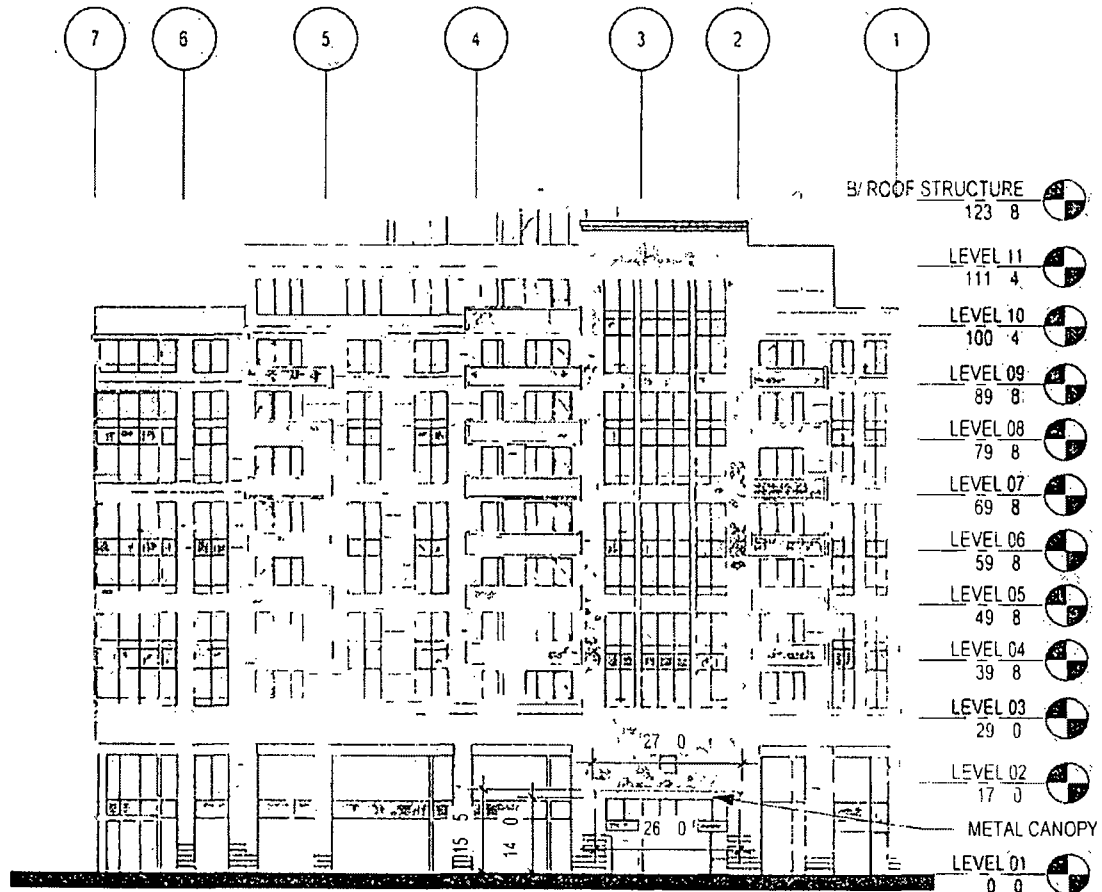 7 6 5 4 3 2 1
B/ ROOF STRUCTURE
123 8
LEVEL 11
111 4
LEVEL 10
100 4
LEVEL 09
89 8
LEVEL 08
79 8
LEVEL 07
69 8
LEVEL 06
59 8
LEVEL 05
49 8
LEVEL 04
39 8
LEVEL 03
29 0
27 0
LEVEL 02
17 0
METAL CANOPY
15 5
14 0
26 0
LEVEL 01
0 0